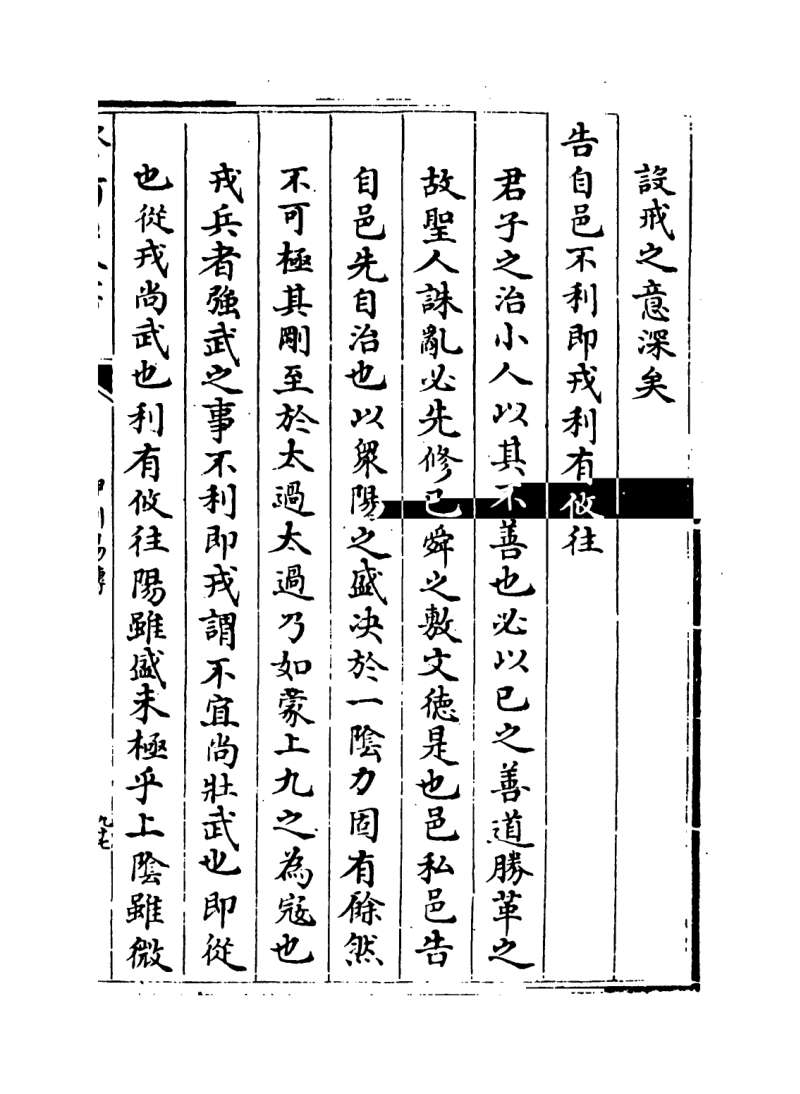 設戒之意深矣
告自邑不利即戎利有攸往
君子之治小人以其不善也必以已之善道勝革之
故聖人誅亂必先修已舜之敷文德是也邑私邑告
自邑先自治也以衆陽之盛决於一陰力固有餘然
不可極其剛至於太過太過乃如蒙上九之為寇也
戎兵者強武之事不利即戎謂不宜尚壯武也即從
也從戎尚武也利有攸往陽雖盛未極乎上陰雖微